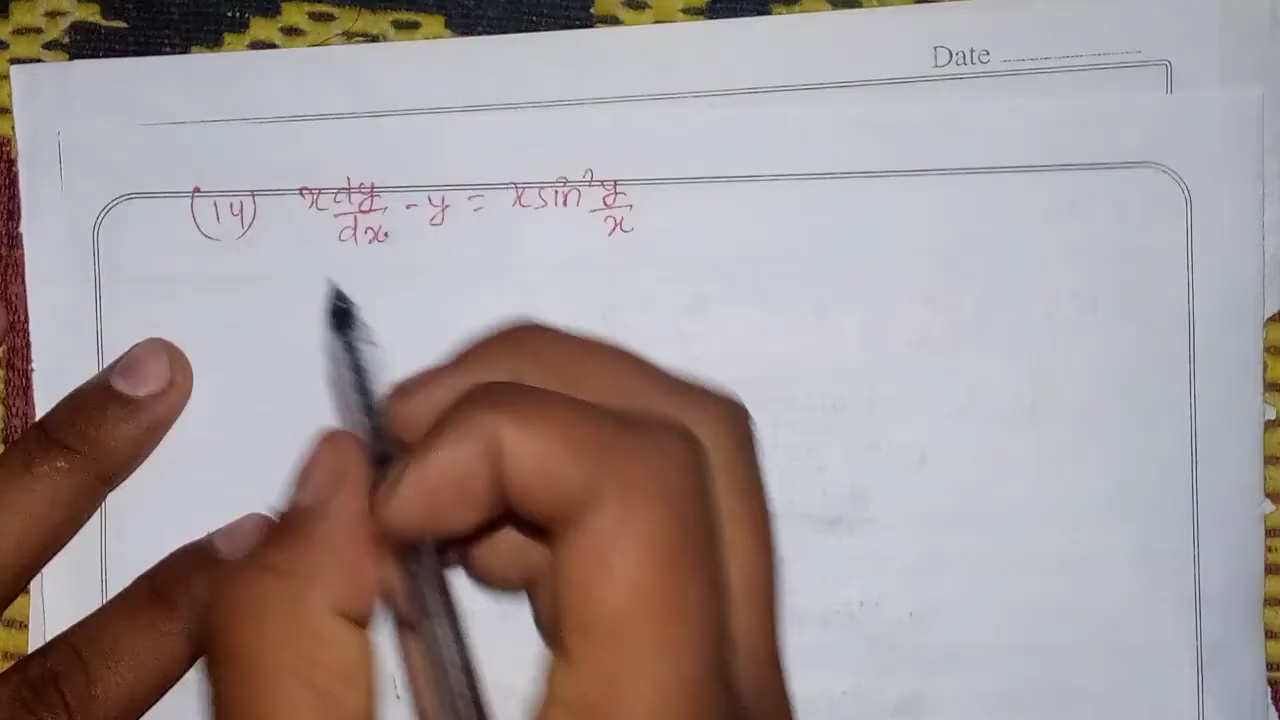 Date
(14) x dy/dx - y = x sin² y/x